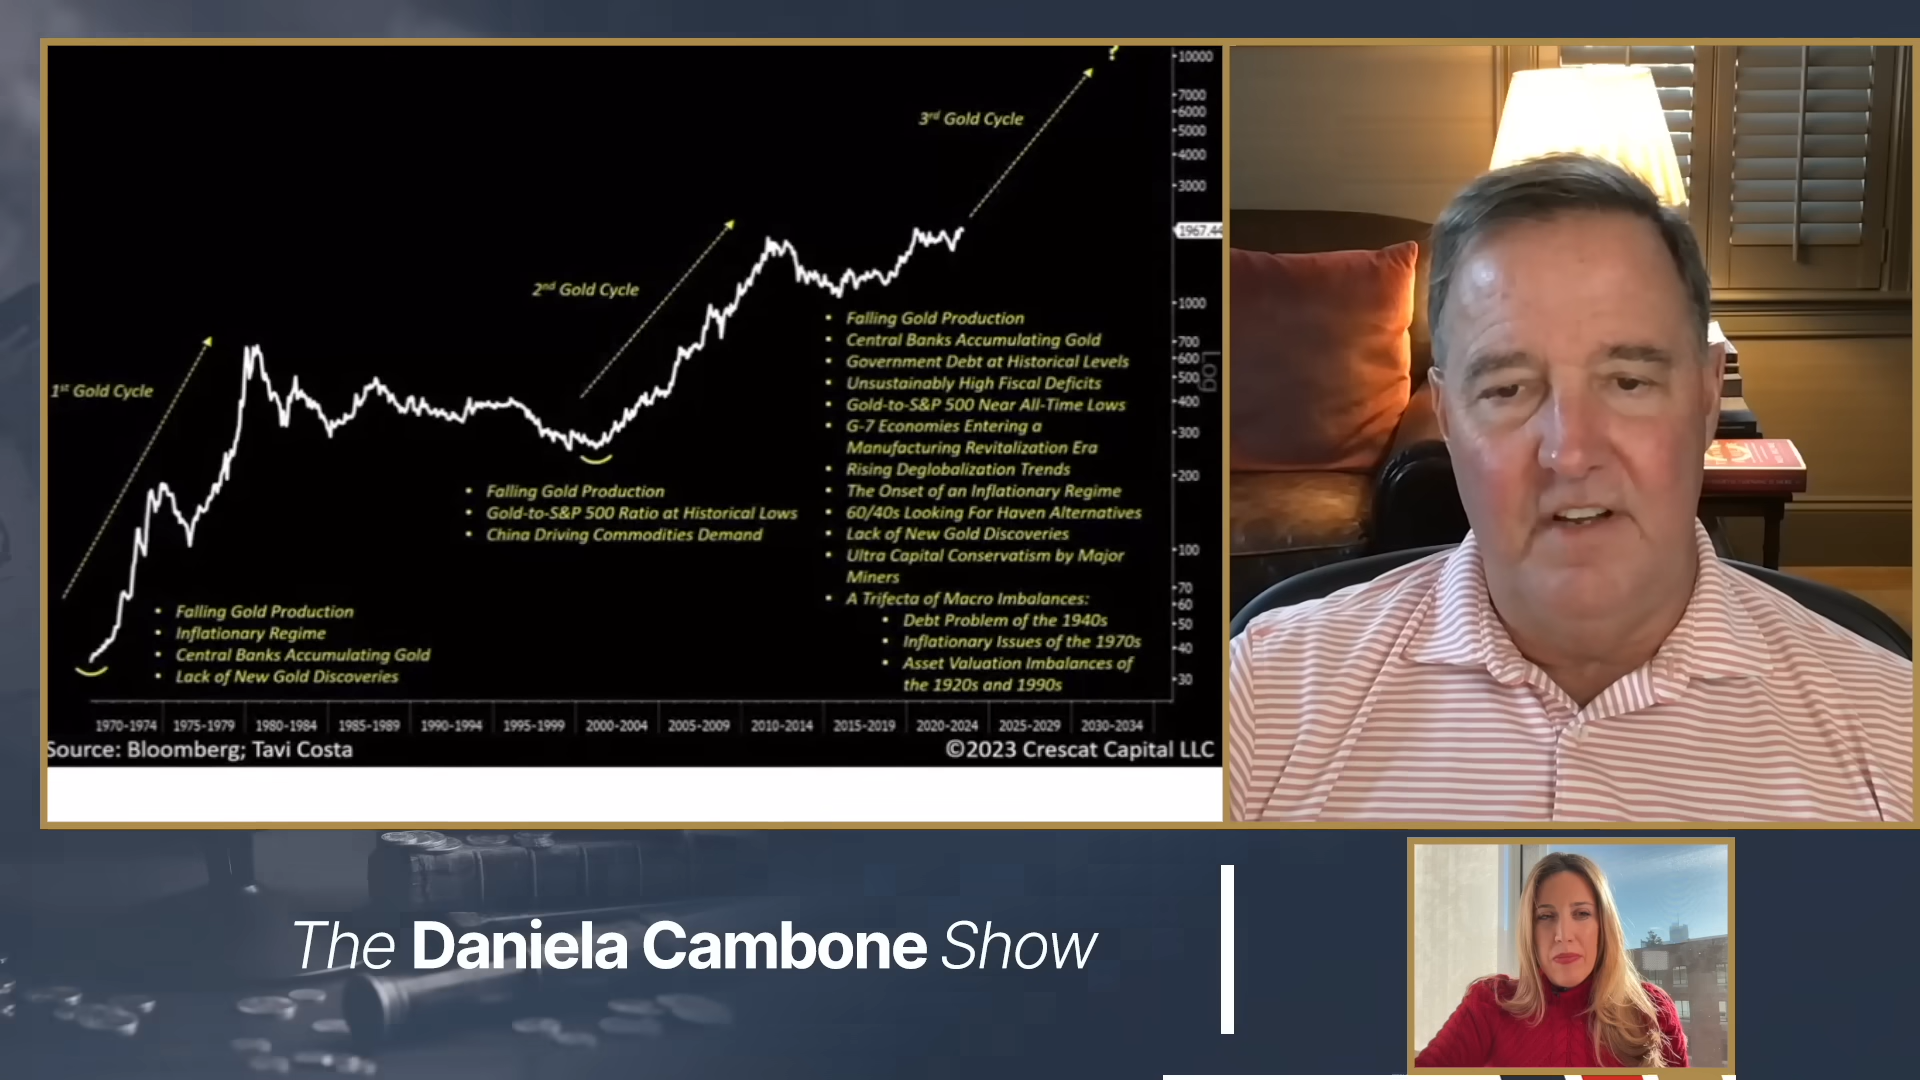 ?
10000
3rd Gold Cycle
7000
6000
5000
4000
3000
1967.44
2nd Gold Cycle
1000
700
600
500
400
300
200
100
70
60
50
40
30
Log
1st Gold Cycle
• Falling Gold Production
• Central Banks Accumulating Gold
• Government Debt at Historical Levels
• Unsustainably High Fiscal Deficits
• Gold-to-S&P 500 Near All-Time Lows
• G-7 Economies Entering a
Manufacturing Revitalization Era
• Rising Deglobalization Trends
• The Onset of an Inflationary Regime
• 60/40s Looking For Haven Alternatives
• Lack of New Gold Discoveries
• Ultra Capital Conservatism by Major
Miners
• A Trifecta of Macro Imbalances:
• Debt Problem of the 1940s
• Inflationary Issues of the 1970s
• Asset Valuation Imbalances of
the 1920s and 1990s
• Falling Gold Production
• Gold-to-S&P 500 Ratio at Historical Lows
• China Driving Commodities Demand
• Falling Gold Production
• Inflationary Regime
• Central Banks Accumulating Gold
• Lack of New Gold Discoveries
1970-1974 1975-1979 1980-1984 1985-1989 1990-1994 1995-1999 2000-2004 2005-2009 2010-2014 2015-2019 2020-2024 2025-2029 2030-2034
Source: Bloomberg; Tavi Costa
©2023 Crescat Capital LLC
The Daniela Cambone Show